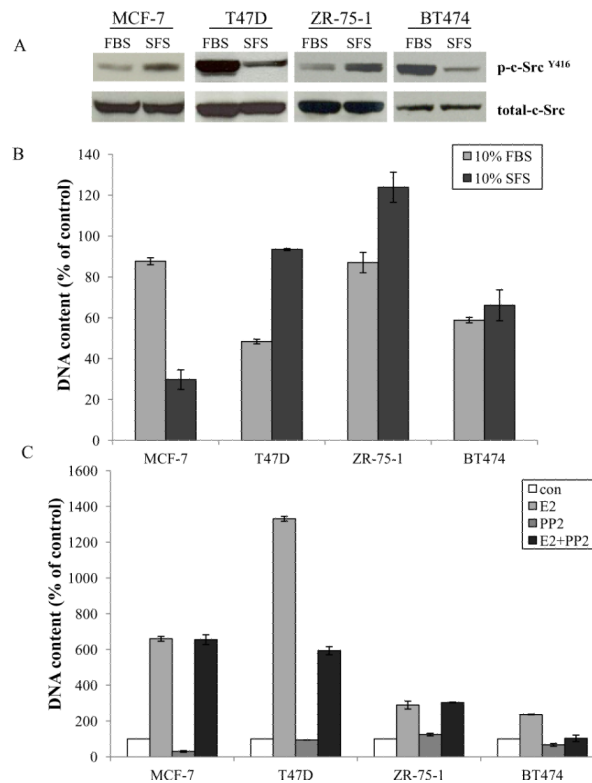 A
MCF-7 T47D ZR-75-1 BT474
FBS SFS FBS SFS FBS SFS FBS SFS
p-c-Src Y416
total-c-Src
B
10% FBS
10% SFS
DNA content (% of control)
140
120
100
80
60
40
20
0
MCF-7 T47D ZR-75-1 BT474
C
con
E2
PP2
E2+PP2
DNA content (% of control)
1600
1400
1200
1000
800
600
400
200
0
MCF-7 T47D ZR-75-1 BT474